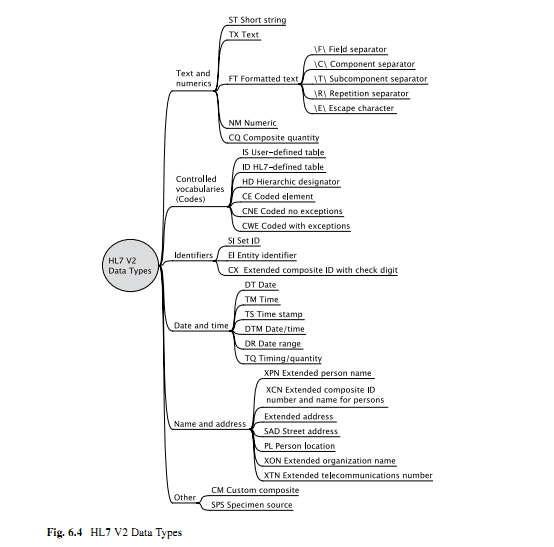 HL7 V2
Data Types
Text and
numerics
ST Short string
TX Text
FT Formatted text
\F\ Field separator
\C\ Component separator
\T\ Subcomponent separator
\R\ Repetition separator
\E\ Escape character
NM Numeric
CQ Composite quantity
Controlled
vocabularies
(Codes)
IS User-defined table
ID HL7-defined table
HD Hierarchic designator
CE Coded element
CNE Coded no exceptions
CWE Coded with exceptions
Identifiers
SI Set ID
EI Entity identifier
CX Extended composite ID with check digit
Date and time
DT Date
TM Time
TS Time stamp
DTM Date/time
DR Date range
TQ Timing/quantity
Name and address
XPN Extended person name
XCN Extended composite ID
number and name for persons
Extended address
SAD Street address
PL Person location
XON Extended organization name
XTN Extended telecommunications number
Other
CM Custom composite
SPS Specimen source
Fig. 6.4 HL7 V2 Data Types